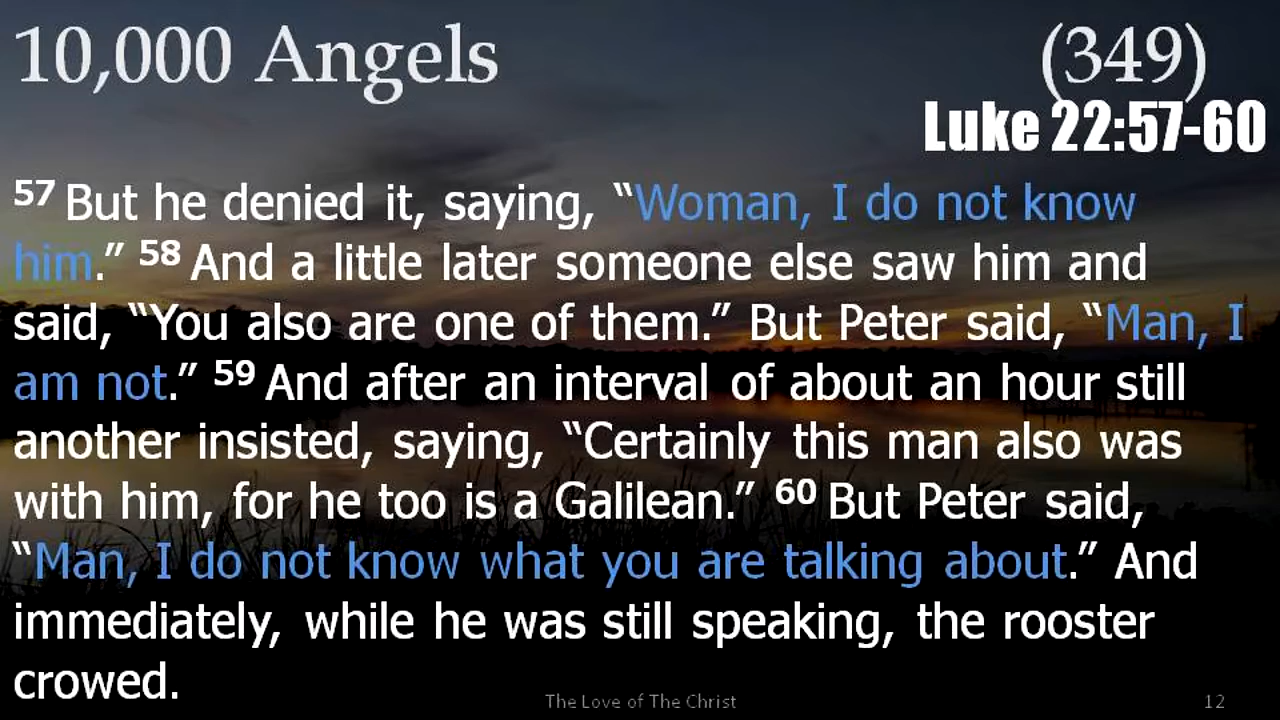 10,000 Angels (349)
Luke 22:57-60
57 But he denied it, saying, “Woman, I do not know
him.” 58 And a little later someone else saw him and
said, “You also are one of them.” But Peter said, “Man, I
am not.” 59 And after an interval of about an hour still
another insisted, saying, “Certainly this man also was
with him, for he too is a Galilean.” 60 But Peter said,
“Man, I do not know what you are talking about.” And
immediately, while he was still speaking, the rooster
crowed.
The Love of The Christ 12